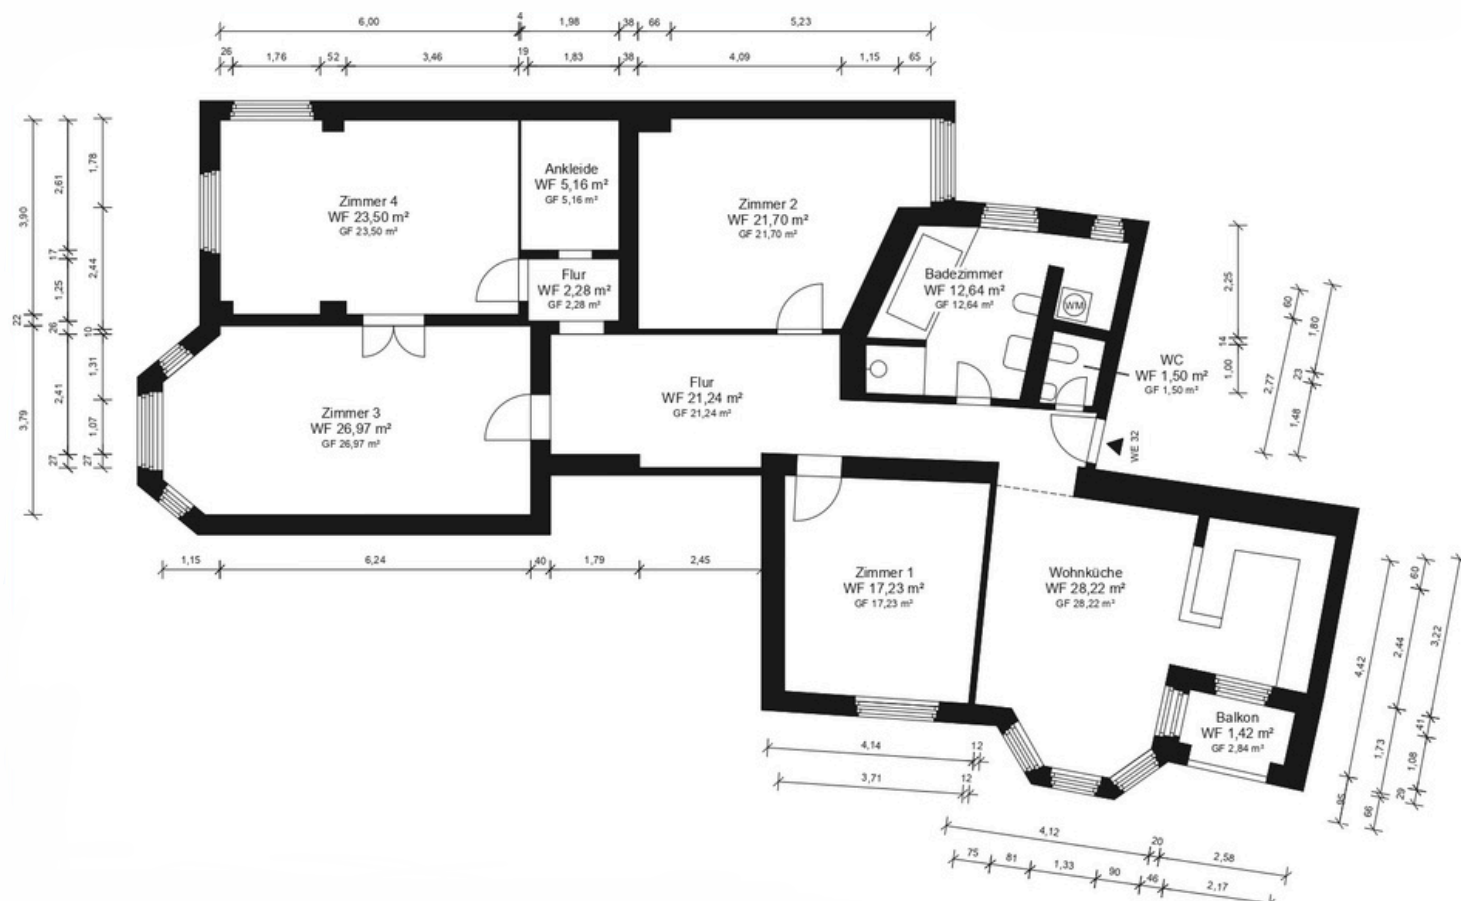 6,00
4
1,98
38
66
5,23
26
1,76
52
3,46
19
1,83
38
4,09
1,15
65
3,90
22
3,79
2,61
17
1,25
26
2,41
27
1,78
2,44
10
1,31
1,07
27
Zimmer 4
WF 23,50 m²
GF 23,50 m²
Ankleide
WF 5,16 m²
GF 5,16 m²
Flur
WF 2,28 m²
GF 2,28 m²
Zimmer 2
WF 21,70 m²
GF 21,70 m²
Badezimmer
WF 12,64 m²
GF 12,64 m²
WM
WC
WF 1,50 m²
GF 1,50 m²
2,25
14
1,00
2,77
60
1,80
23
1,48
Zimmer 3
WF 26,97 m²
GF 26,97 m²
Flur
WF 21,24 m²
GF 21,24 m²
WE 32
1,15
6,24
40
1,79
2,45
Zimmer 1
WF 17,23 m²
GF 17,23 m²
Wohnküche
WF 28,22 m²
GF 28,22 m²
Balkon
WF 1,42 m²
GF 2,84 m²
4,42
95
60
2,44
1,73
66
3,22
41
1,08
29
4,14
12
3,71
12
4,12
20
2,58
75
81
1,33
90
46
2,17